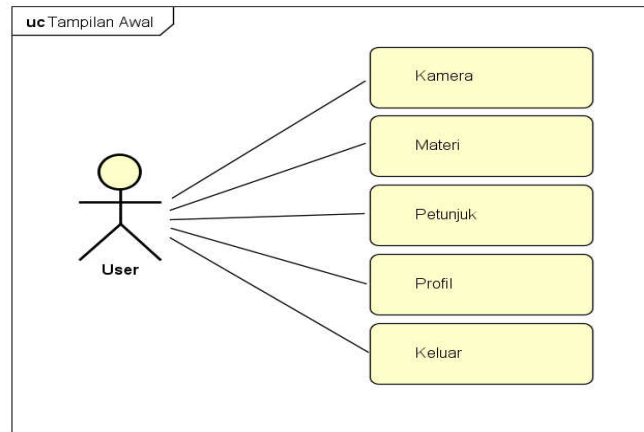 uc Tampilan Awal
Kamera
Materi
Petunjuk
Profil
Keluar
User